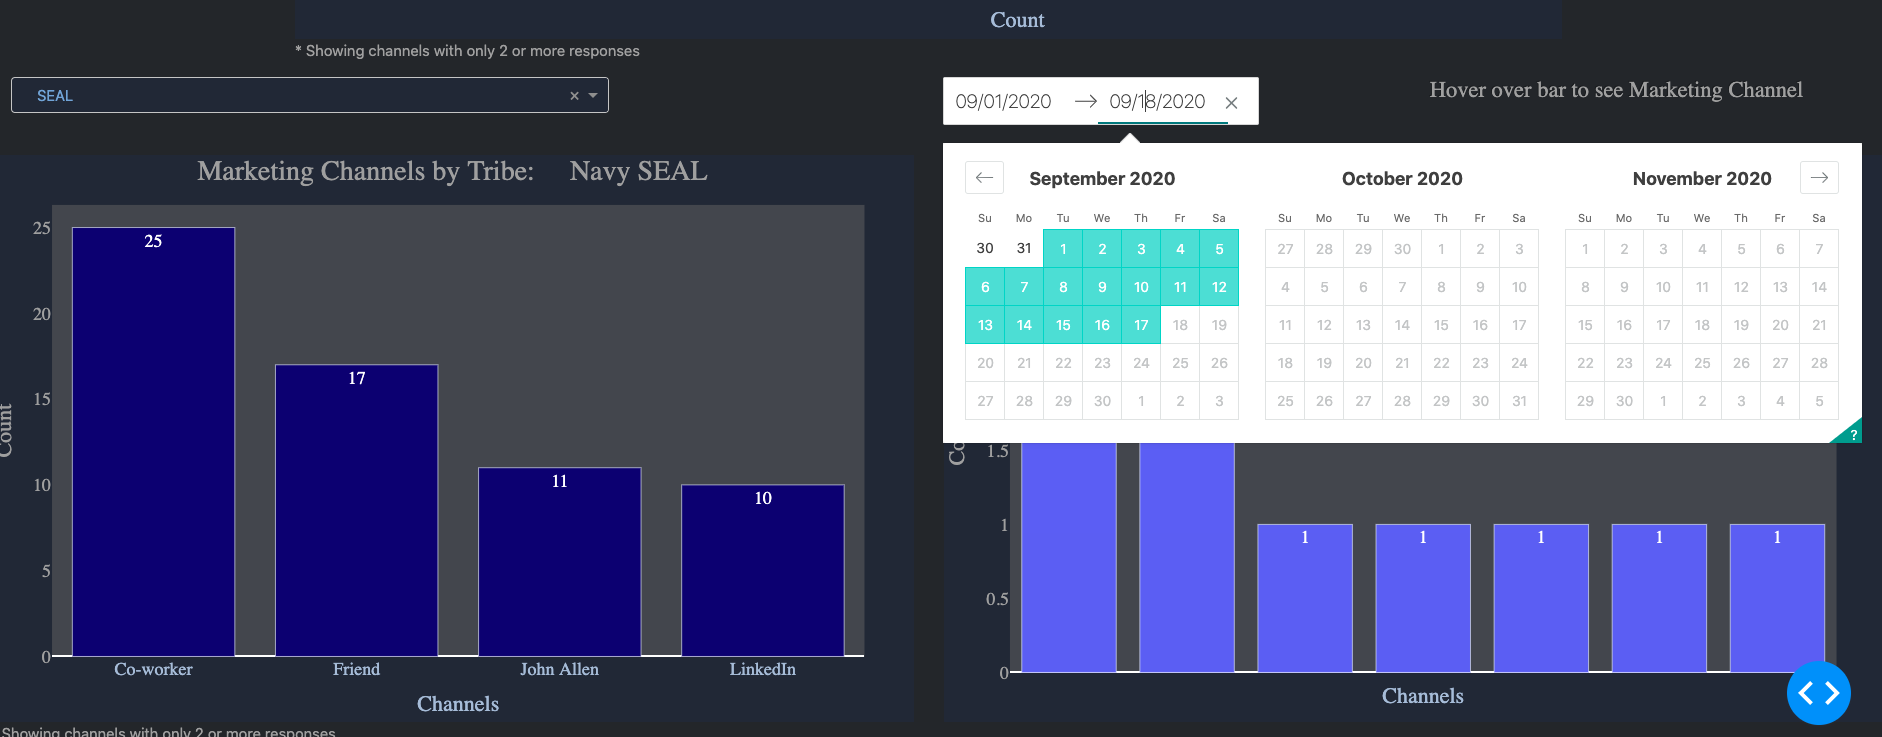 Count
* Showing channels with only 2 or more responses
SEAL
×
09/01/2020 → 09/18/2020 ×
Hover over bar to see Marketing Channel
Marketing Channels by Tribe: Navy SEAL
25
20
15
10
5
0
Count
25
17
11
10
Co-worker Friend John Allen LinkedIn
Channels
Showing channels with only 2 or more responses
← September 2020
Su Mo Tu We Th Fr Sa
30 31 1 2 3 4 5
6 7 8 9 10 11 12
13 14 15 16 17 18 19
20 21 22 23 24 25 26
27 28 29 30 1 2 3
October 2020
Su Mo Tu We Th Fr Sa
27 28 29 30 1 2 3
4 5 6 7 8 9 10
11 12 13 14 15 16 17
18 19 20 21 22 23 24
25 26 27 28 29 30 31
November 2020 →
Su Mo Tu We Th Fr Sa
1 2 3 4 5 6 7
8 9 10 11 12 13 14
15 16 17 18 19 20 21
22 23 24 25 26 27 28
29 30 1 2 3 4 5
?
Co
1.5
1
0.5
0
1 1 1 1 1
Channels